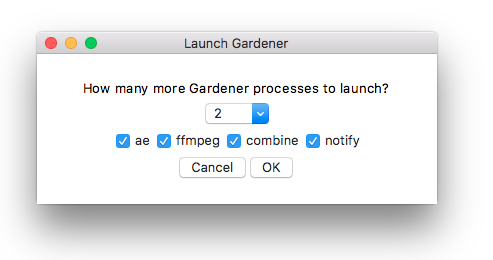 Launch Gardener
How many more Gardener processes to launch?
2
ae ffmpeg combine notify
Cancel OK